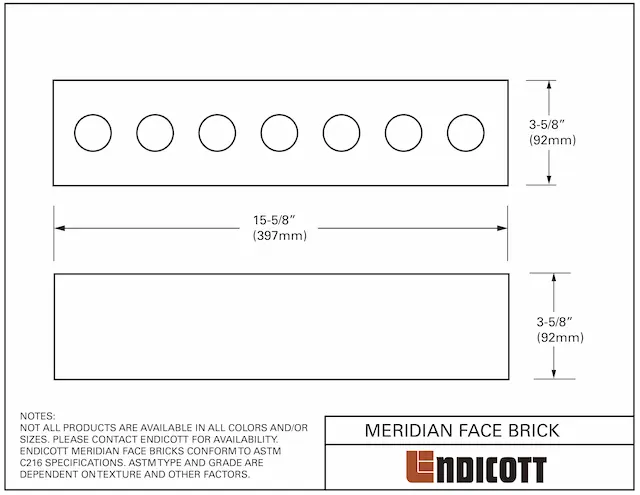 3-5/8”
(92mm)
15-5/8”
(397mm)
3-5/8”
(92mm)
NOTES:
NOT ALL PRODUCTS ARE AVAILABLE IN ALL COLORS AND/OR
SIZES. PLEASE CONTACT ENDICOTT FOR AVAILABILITY.
ENDICOTT MERIDIAN FACE BRICKS CONFORM TO ASTM
C216 SPECIFICATIONS. ASTM TYPE AND GRADE ARE
DEPENDENT ON TEXTURE AND OTHER FACTORS.
MERIDIAN FACE BRICK
ENDICOTT